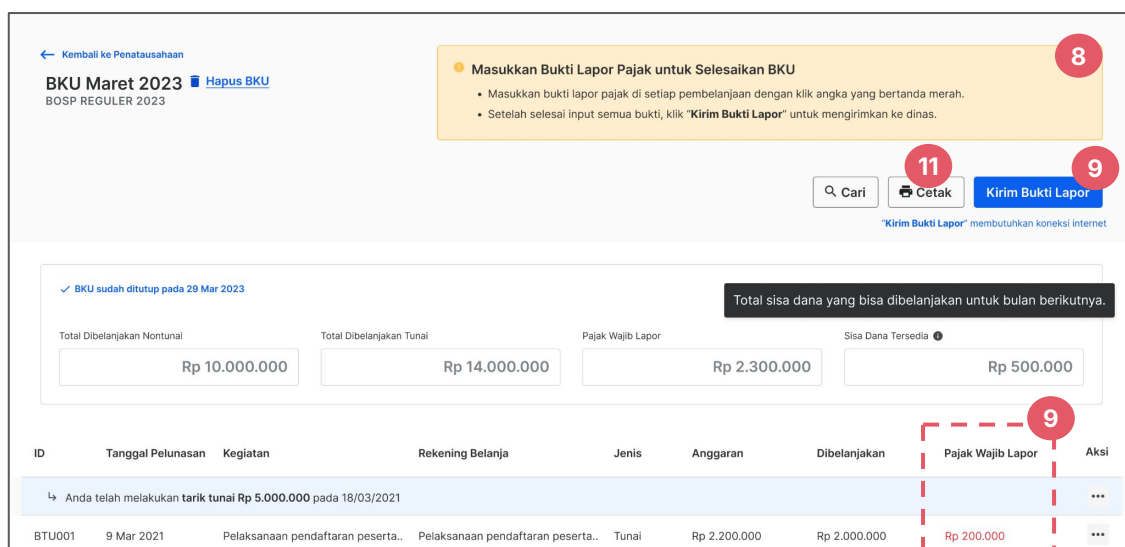 ← Kembali ke Penatausahaan
BKU Maret 2023 Hapus BKU
BOSP REGULER 2023
8
Masukkan Bukti Lapor Pajak untuk Selesaikan BKU
• Masukkan bukti lapor pajak di setiap pembelanjaan dengan klik angka yang bertanda merah.
• Setelah selesai input semua bukti, klik "Kirim Bukti Lapor" untuk mengirimkan ke dinas.
11 9
Cari Cetak Kirim Bukti Lapor
"Kirim Bukti Lapor" membutuhkan koneksi internet
✓ BKU sudah ditutup pada 29 Mar 2023
Total sisa dana yang bisa dibelanjakan untuk bulan berikutnya.
Total Dibelanjakan Nontunai Total Dibelanjakan Tunai Pajak Wajib Lapor Sisa Dana Tersedia
Rp 10.000.000 Rp 14.000.000 Rp 2.300.000 Rp 500.000
9
ID Tanggal Pelunasan Kegiatan Rekening Belanja Jenis Anggaran Dibelanjakan Pajak Wajib Lapor Aksi
↳ Anda telah melakukan tarik tunai Rp 5.000.000 pada 18/03/2021 •••
BTU001 9 Mar 2021 Pelaksanaan pendaftaran peserta.. Pelaksanaan pendaftaran peserta.. Tunai Rp 2.200.000 Rp 2.000.000 Rp 200.000 •••